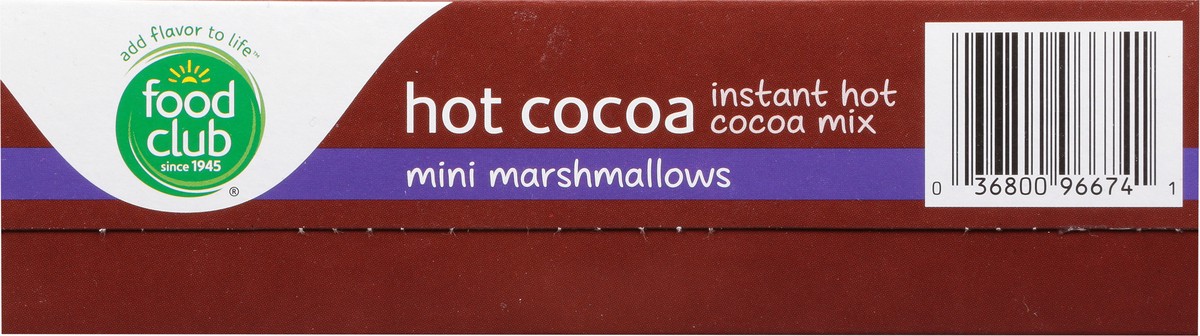 add flavor to life™
food
club
since 1945
®
hot cocoa
instant hot
cocoa mix
mini marshmallows
0 36800 96674 1